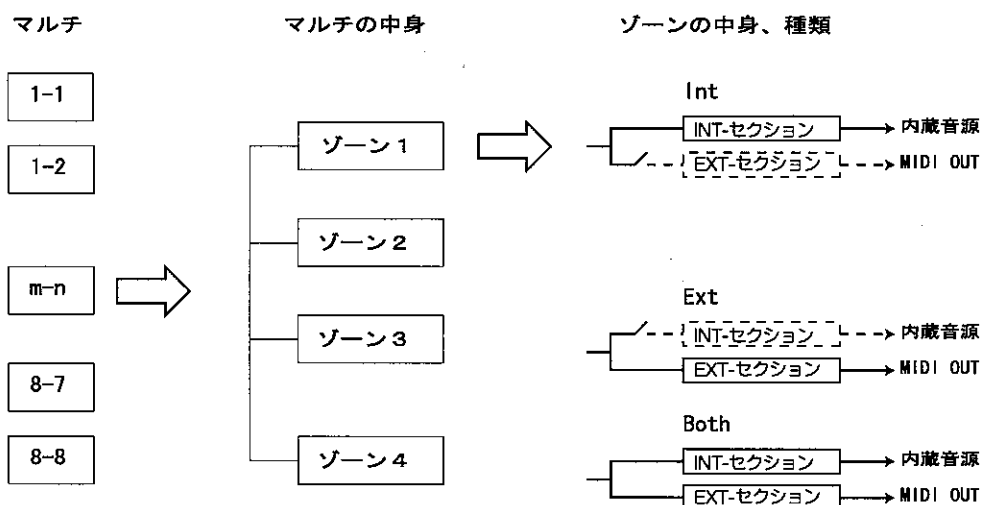 マルチ
マルチの中身
ゾーンの中身、種類
1-1
1-2
m-n
8-7
8-8
ゾーン1
ゾーン2
ゾーン3
ゾーン4
Int
INT-セクション
内蔵音源
EXT-セクション
MIDI OUT
Ext
INT-セクション
内蔵音源
EXT-セクション
MIDI OUT
Both
INT-セクション
内蔵音源
EXT-セクション
MIDI OUT